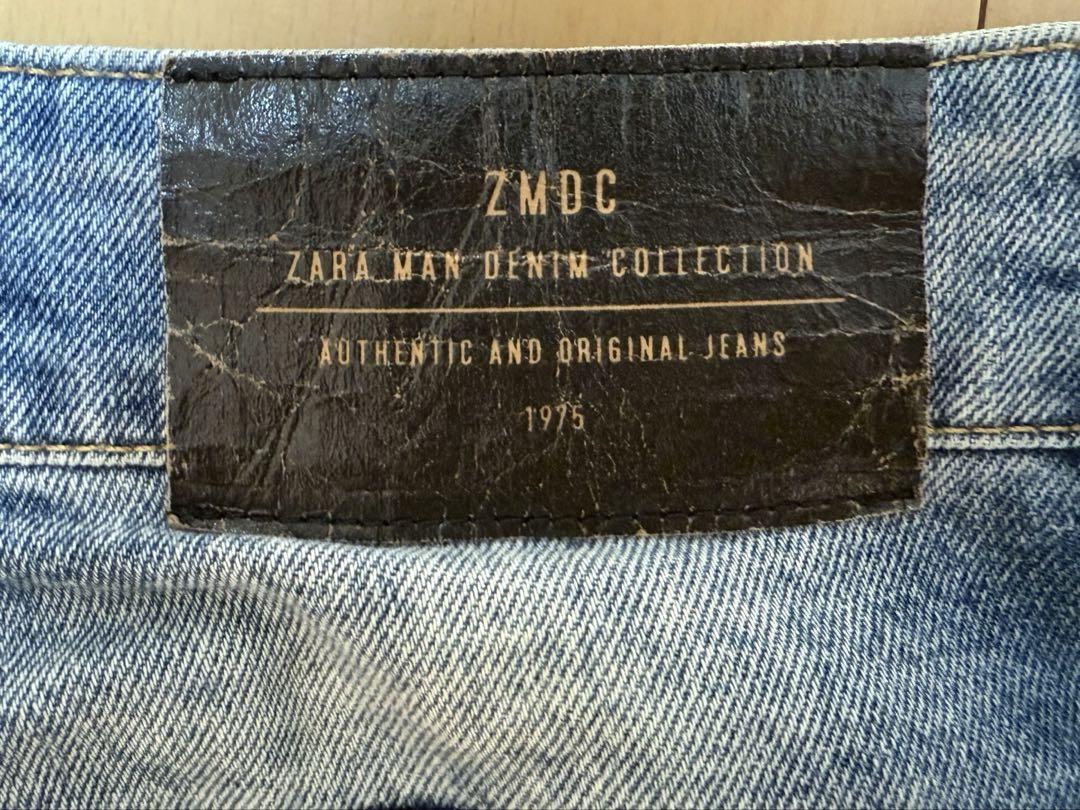 ZMDC
ZARA MAN DENIM COLLECTION
AUTHENTIC AND ORIGINAL JEANS
1975